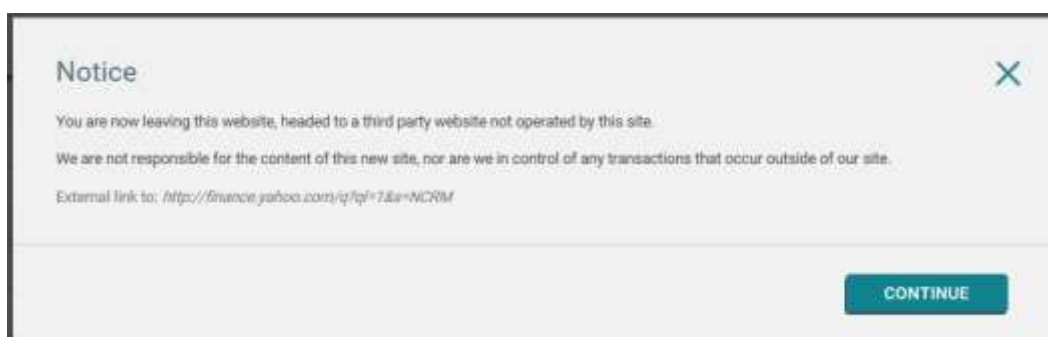 Notice
You are now leaving this website, headed to a third party website not operated by this site.
We are not responsible for the content of this new site, nor are we in control of any transactions that occur outside of our site.
External link to: http://finance.yahoo.com/q?ql=1&s=NCRM
CONTINUE